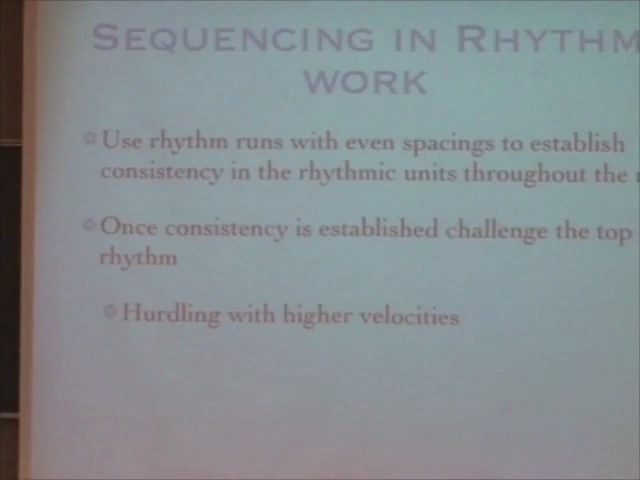 SEQUENCING IN RHYTHM
WORK
Use rhythm runs with even spacings to establish
consistency in the rhythmic units throughout the
Once consistency is established challenge the top
rhythm
Hurdling with higher velocities